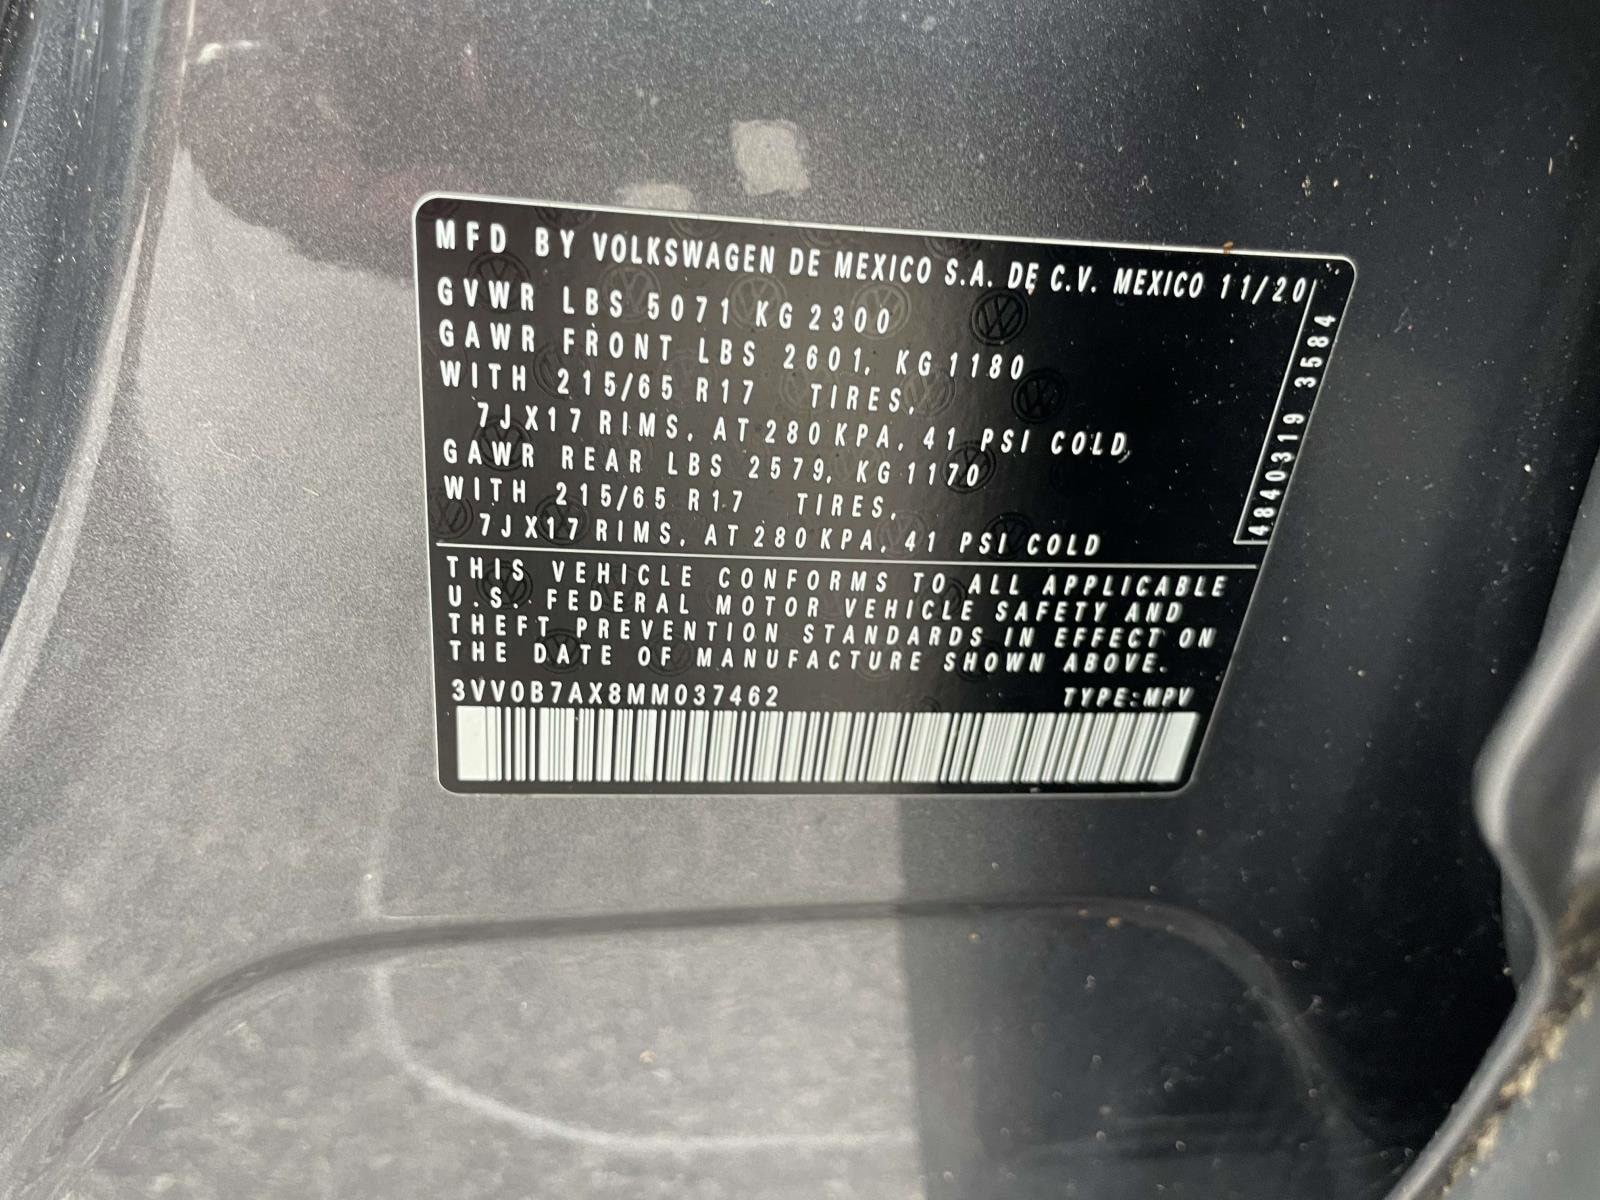 MFD BY VOLKSWAGEN DE MEXICO S.A. DE C.V. MEXICO 11/20
GVWR LBS 5071 KG 2300
GAWR FRONT LBS 2601, KG 1180
WITH 215/65 R17 TIRES,
7JX17 RIMS, AT 280 KPA, 41 PSI COLD,
GAWR REAR LBS 2579, KG 1170
WITH 215/65 R17 TIRES,
7JX17 RIMS, AT 280 KPA, 41 PSI COLD
4840319 3584
THIS VEHICLE CONFORMS TO ALL APPLICABLE
U.S. FEDERAL MOTOR VEHICLE SAFETY AND
THEFT PREVENTION STANDARDS IN EFFECT ON
THE DATE OF MANUFACTURE SHOWN ABOVE.
3VV0B7AX8MM037462 TYPE: MPV